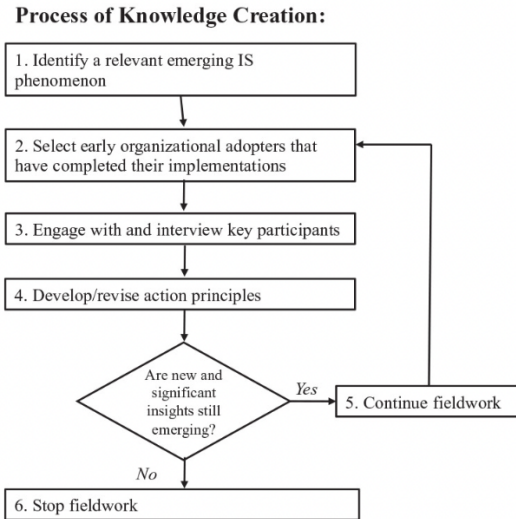 Process of Knowledge Creation:
1. Identify a relevant emerging IS
phenomenon
2. Select early organizational adopters that
have completed their implementations
3. Engage with and interview key participants
4. Develop/revise action principles
Are new and
significant
insights still
emerging?
Yes
5. Continue fieldwork
No
6. Stop fieldwork